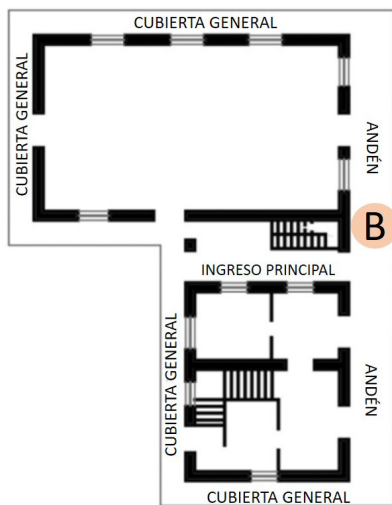 CUBIERTA GENERAL
CUBIERTA GENERAL
ANDÉN
B
INGRESO PRINCIPAL
CUBIERTA GENERAL
ANDÉN
CUBIERTA GENERAL